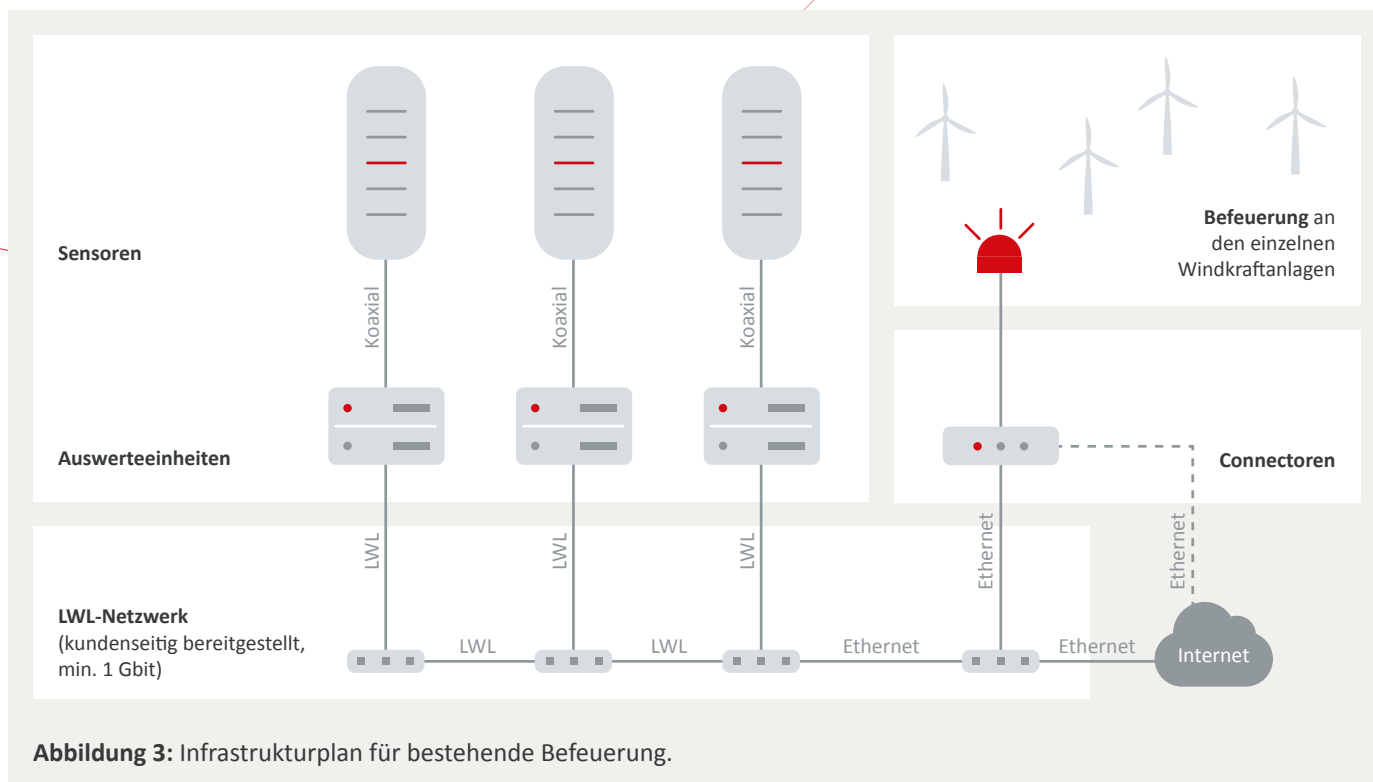 Sensoren
Koaxial
Koaxial
Koaxial
Auswerteeinheiten
LWL
LWL
LWL
LWL-Netzwerk
(kundenseitig bereitgestellt,
min. 1 Gbit)
LWL
LWL
Ethernet
Ethernet
Befeuerung an
den einzelnen
Windkraftanlagen
Connectoren
Ethernet
Ethernet
Internet
Abbildung 3: Infrastrukturplan für bestehende Befeuerung.